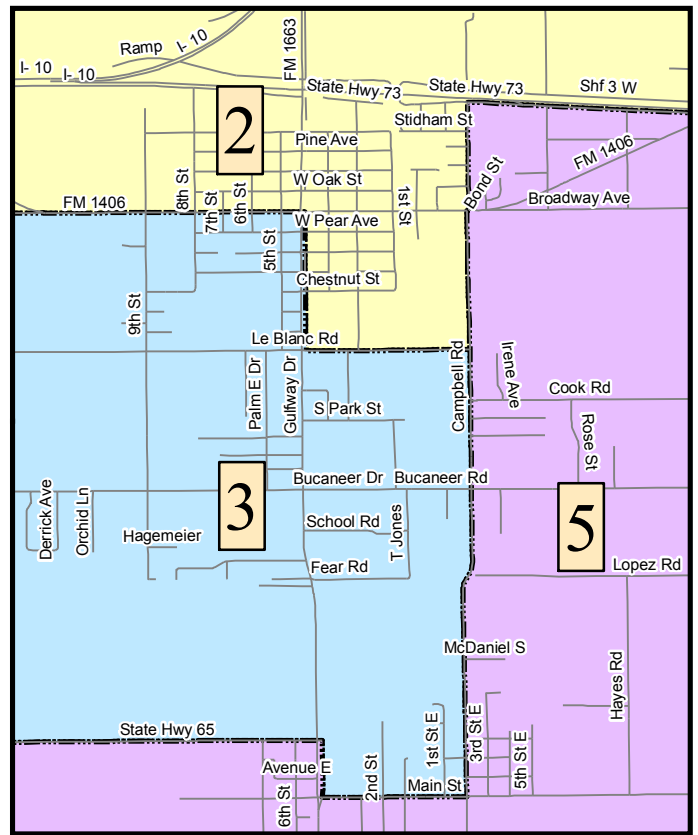 Ramp
I- 10
FM 1663
I- 10
I- 10
State Hwy 73
State Hwy 73
Shf 3 W
Stidham St
2
Pine Ave
FM 1406
W Oak St
8th St
7th St
6th St
1st St
Bond St
Broadway Ave
FM 1406
W Pear Ave
5th St
Chestnut St
9th St
Le Blanc Rd
Palm E Dr
Gulfway Dr
Campbell Rd
Irene Ave
Cook Rd
S Park St
Rose St
Bucaneer Dr
Bucaneer Rd
3
5
Derrick Ave
Orchid Ln
Hagemeier
School Rd
T Jones
Fear Rd
Lopez Rd
McDaniel S
Hayes Rd
State Hwy 65
1st St E
3rd St E
5th St E
Avenue E
6th St
2nd St
Main St